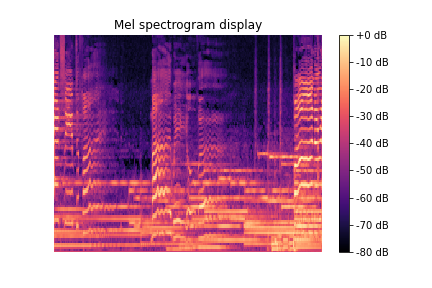 Mel spectrogram display
+0 dB
-10 dB
-20 dB
-30 dB
-40 dB
-50 dB
-60 dB
-70 dB
-80 dB